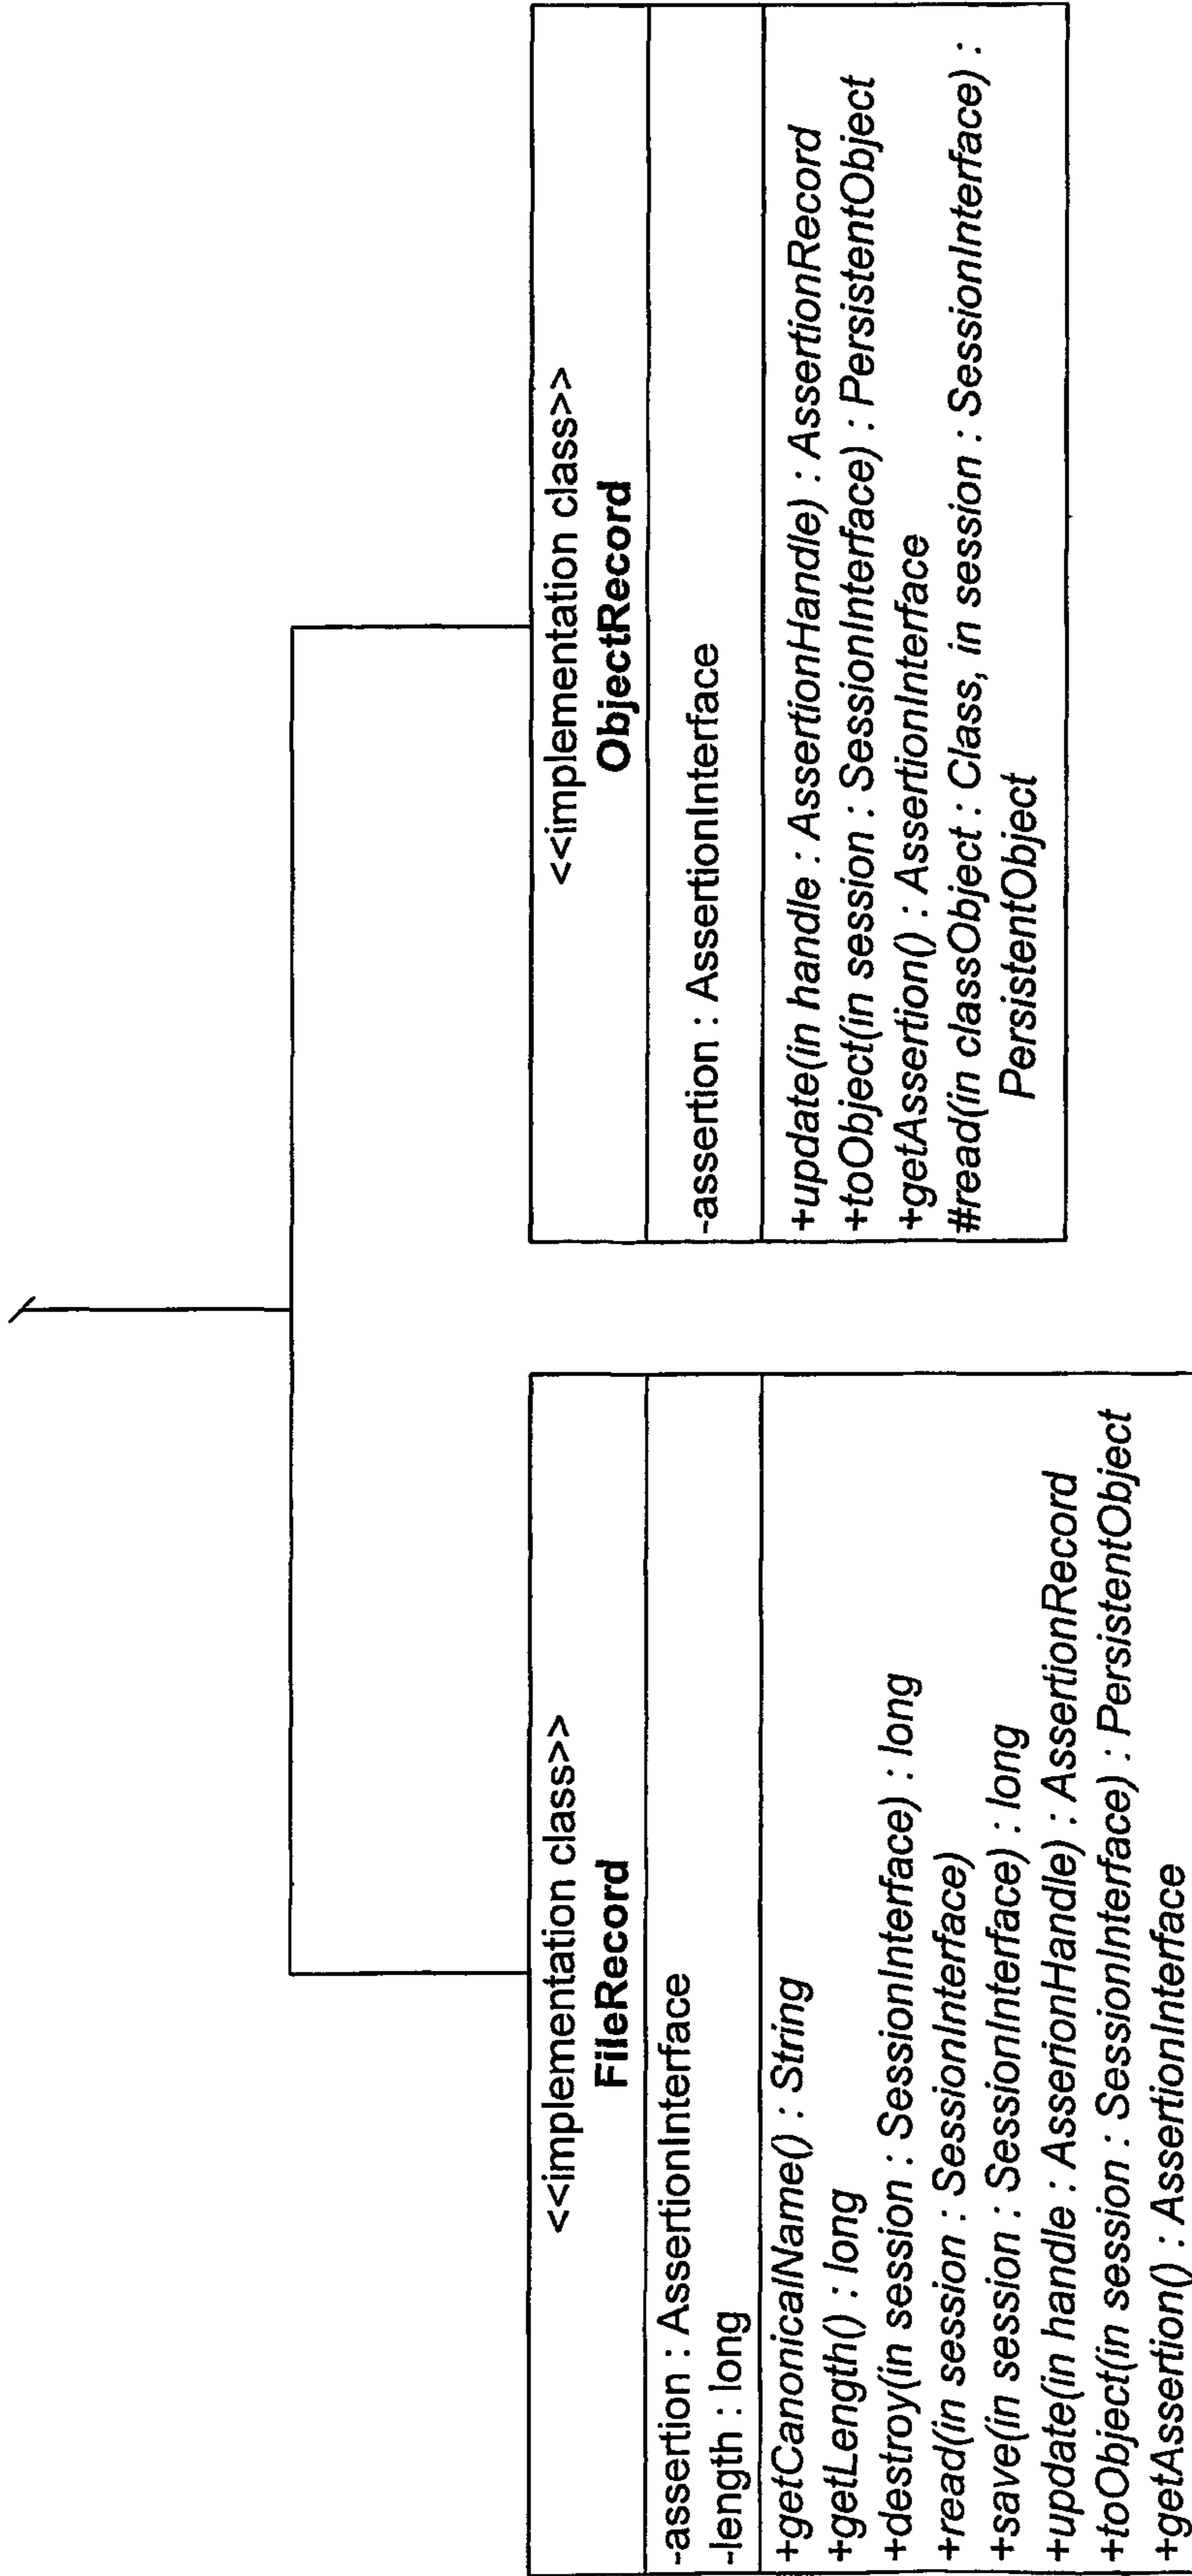 <<implementation class>>
FileRecord
-assertion : AssertionInterface
-length : long
+getCanonicalName() : String
+getLength() : long
+destroy(in session : SessionInterface) : long
+read(in session : SessionInterface)
+save(in session : SessionInterface) : long
+update(in handle : AsserionHandle) : AssertionRecord
+toObject(in session : SessionInterface) : PersistentObject
+getAssertion() : AssertionInterface
<<implementation class>>
ObjectRecord
-assertion : AssertionInterface
+update(in handle : AssertionHandle) : AssertionRecord
+toObject(in session : SessionInterface) : PersistentObject
+getAssertion() : AssertionInterface
#read(in classObject : Class, in session : SessionInterface) :
PersistentObject